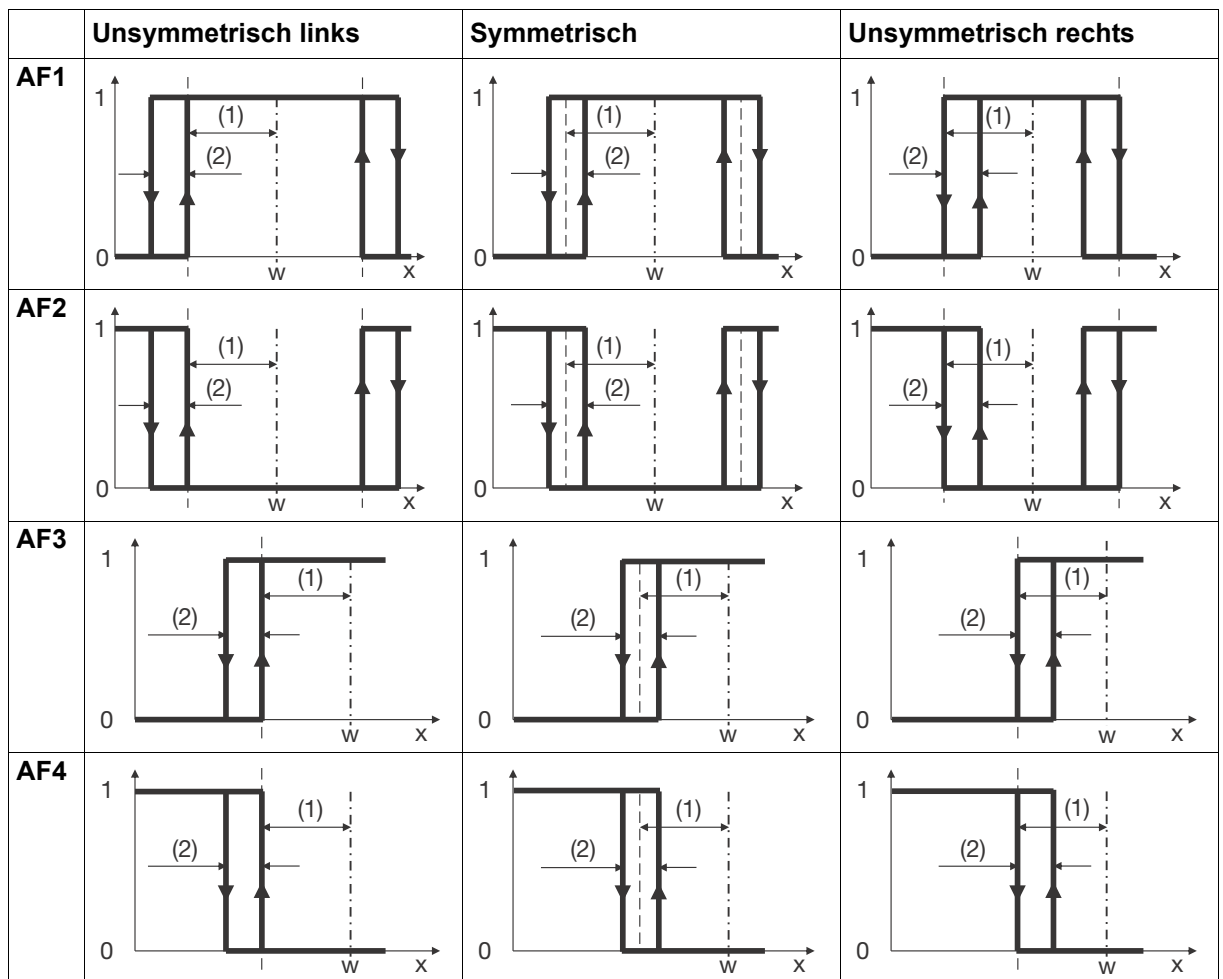 Unsymmetrisch links Symmetrisch Unsymmetrisch rechts
AF1
1 (1) (2) 0 w x
1 (1) (2) 0 w x
1 (1) (2) 0 w x
AF2
1 (1) (2) 0 w x
1 (1) (2) 0 w x
1 (1) (2) 0 w x
AF3
1 (1) (2) 0 w x
1 (1) (2) 0 w x
1 (1) (2) 0 w x
AF4
1 (1) (2) 0 w x
1 (1) (2) 0 w x
1 (1) (2) 0 w x